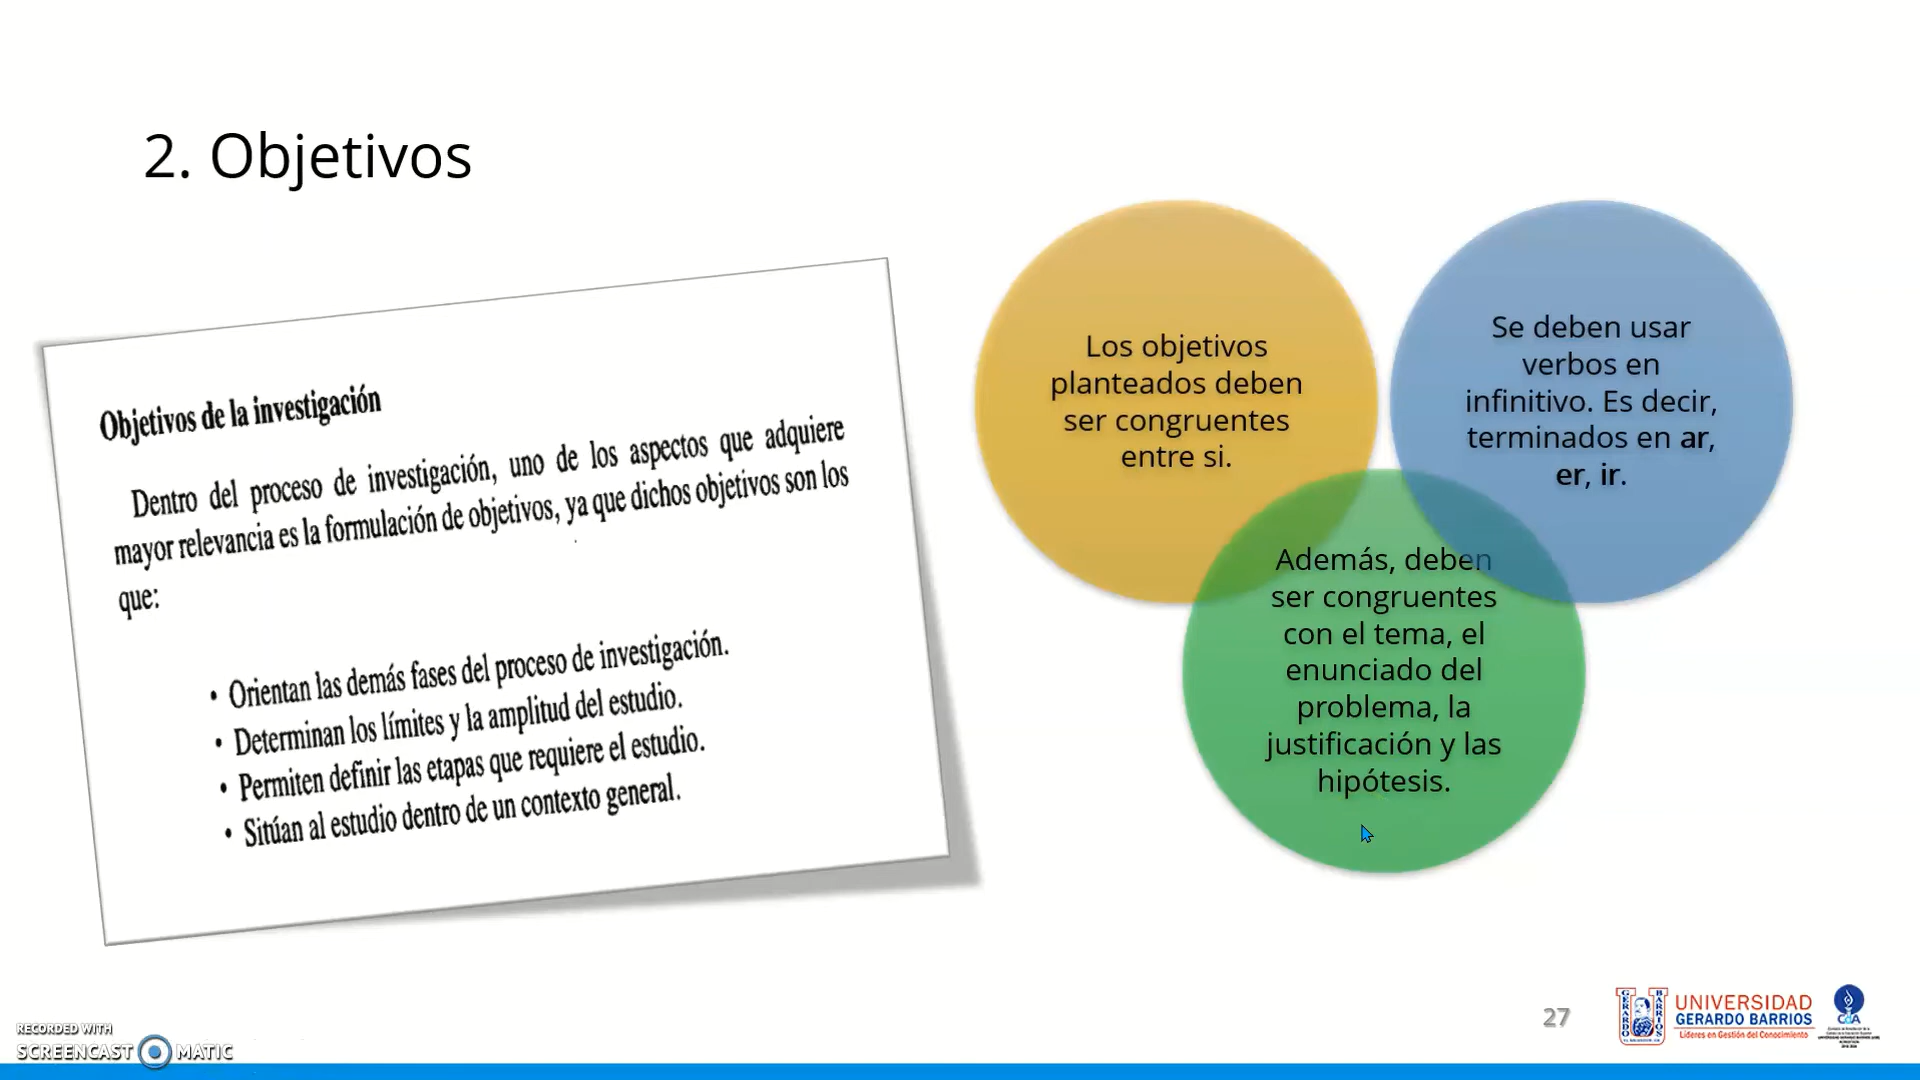 2. Objetivos
Objetivos de la investigación
Dentro del proceso de investigación, uno de los aspectos que adquiere
mayor relevancia es la formulación de objetivos, ya que dichos objetivos son los
que:
• Orientan las demás fases del proceso de investigación.
• Determinan los límites y la amplitud del estudio.
• Permiten definir las etapas que requiere el estudio.
• Sitúan al estudio dentro de un contexto general.
Los objetivos
planteados deben
ser congruentes
entre si.
Se deben usar
verbos en
infinitivo. Es decir,
terminados en ar,
er, ir.
Además, deben
ser congruentes
con el tema, el
enunciado del
problema, la
justificación y las
hipótesis.
27
GERARDO
BARRIOS
UNIVERSIDAD
GERARDO BARRIOS
Líderes en Gestión del Conocimiento
RECORDED WITH
SCREENCAST MATIC